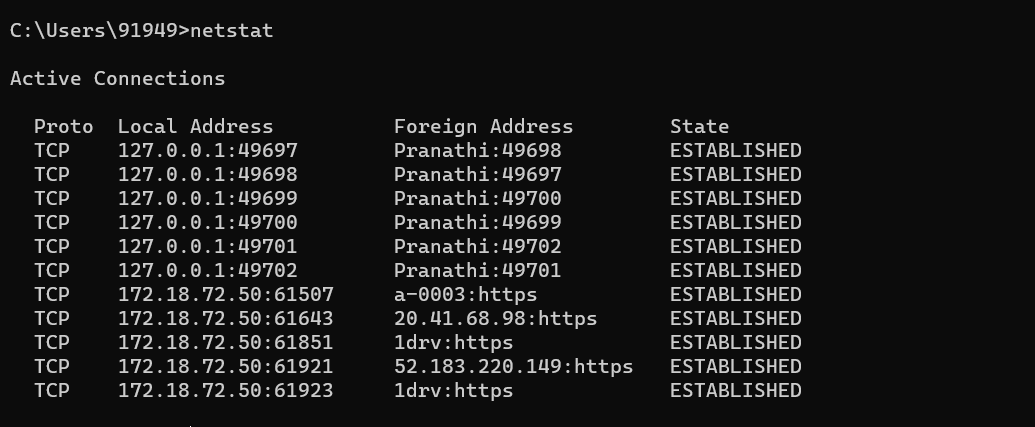 C:\Users\91949>netstat
Active Connections
Proto  Local Address          Foreign Address        State
TCP    127.0.0.1:49697        Pranathi:49698         ESTABLISHED
TCP    127.0.0.1:49698        Pranathi:49697         ESTABLISHED
TCP    127.0.0.1:49699        Pranathi:49700         ESTABLISHED
TCP    127.0.0.1:49700        Pranathi:49699         ESTABLISHED
TCP    127.0.0.1:49701        Pranathi:49702         ESTABLISHED
TCP    127.0.0.1:49702        Pranathi:49701         ESTABLISHED
TCP    172.18.72.50:61507     a-0003:https           ESTABLISHED
TCP    172.18.72.50:61643     20.41.68.98:https      ESTABLISHED
TCP    172.18.72.50:61851     1drv:https             ESTABLISHED
TCP    172.18.72.50:61921     52.183.220.149:https   ESTABLISHED
TCP    172.18.72.50:61923     1drv:https             ESTABLISHED